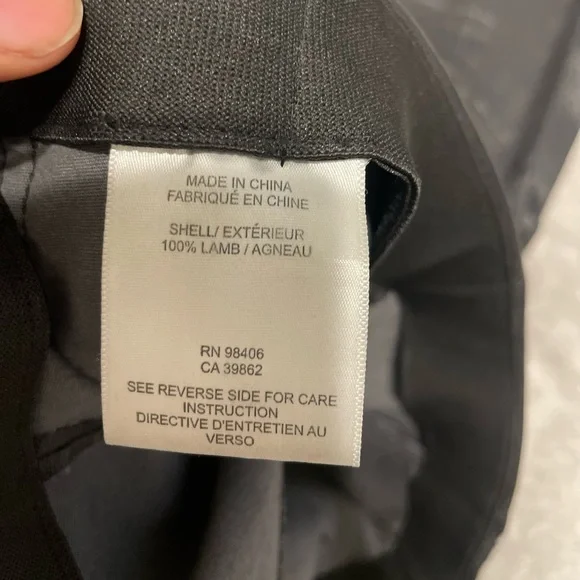 MADE IN CHINA
FABRIQUÉ EN CHINE
SHELL/ EXTÉRIEUR
100% LAMB / AGNEAU
RN 98406
CA 39862
SEE REVERSE SIDE FOR CARE
INSTRUCTION
DIRECTIVE D'ENTRETIEN AU
VERSO